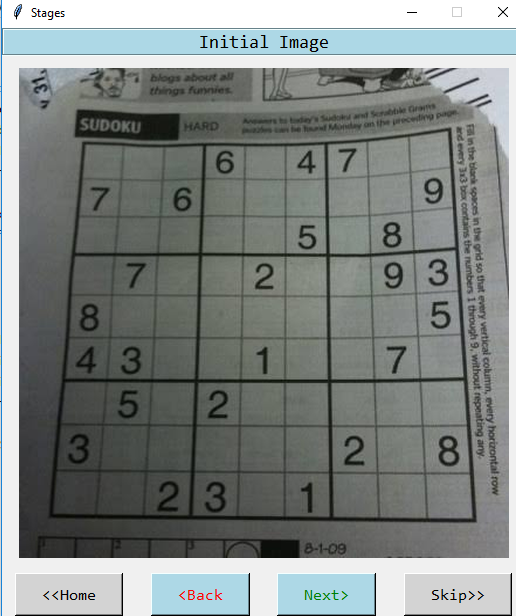 Stages
Initial Image
blogs about all
things funnies.
SUDOKU HARD
Answers to today's Sudoku and Scrabble Grams
puzzles can be found Monday on the preceding page.
Fill in the blank spaces in the grid so that every vertical column, every horizontal row
and every 3x3 box contains the numbers 1 through 9, without repeating any.
6 4 7
7 6 9
5 8
7 2 9 3
8 5
4 3 1 7
5 2
3 2 8
2 3 1
8-1-09
<<Home <Back Next> Skip>>